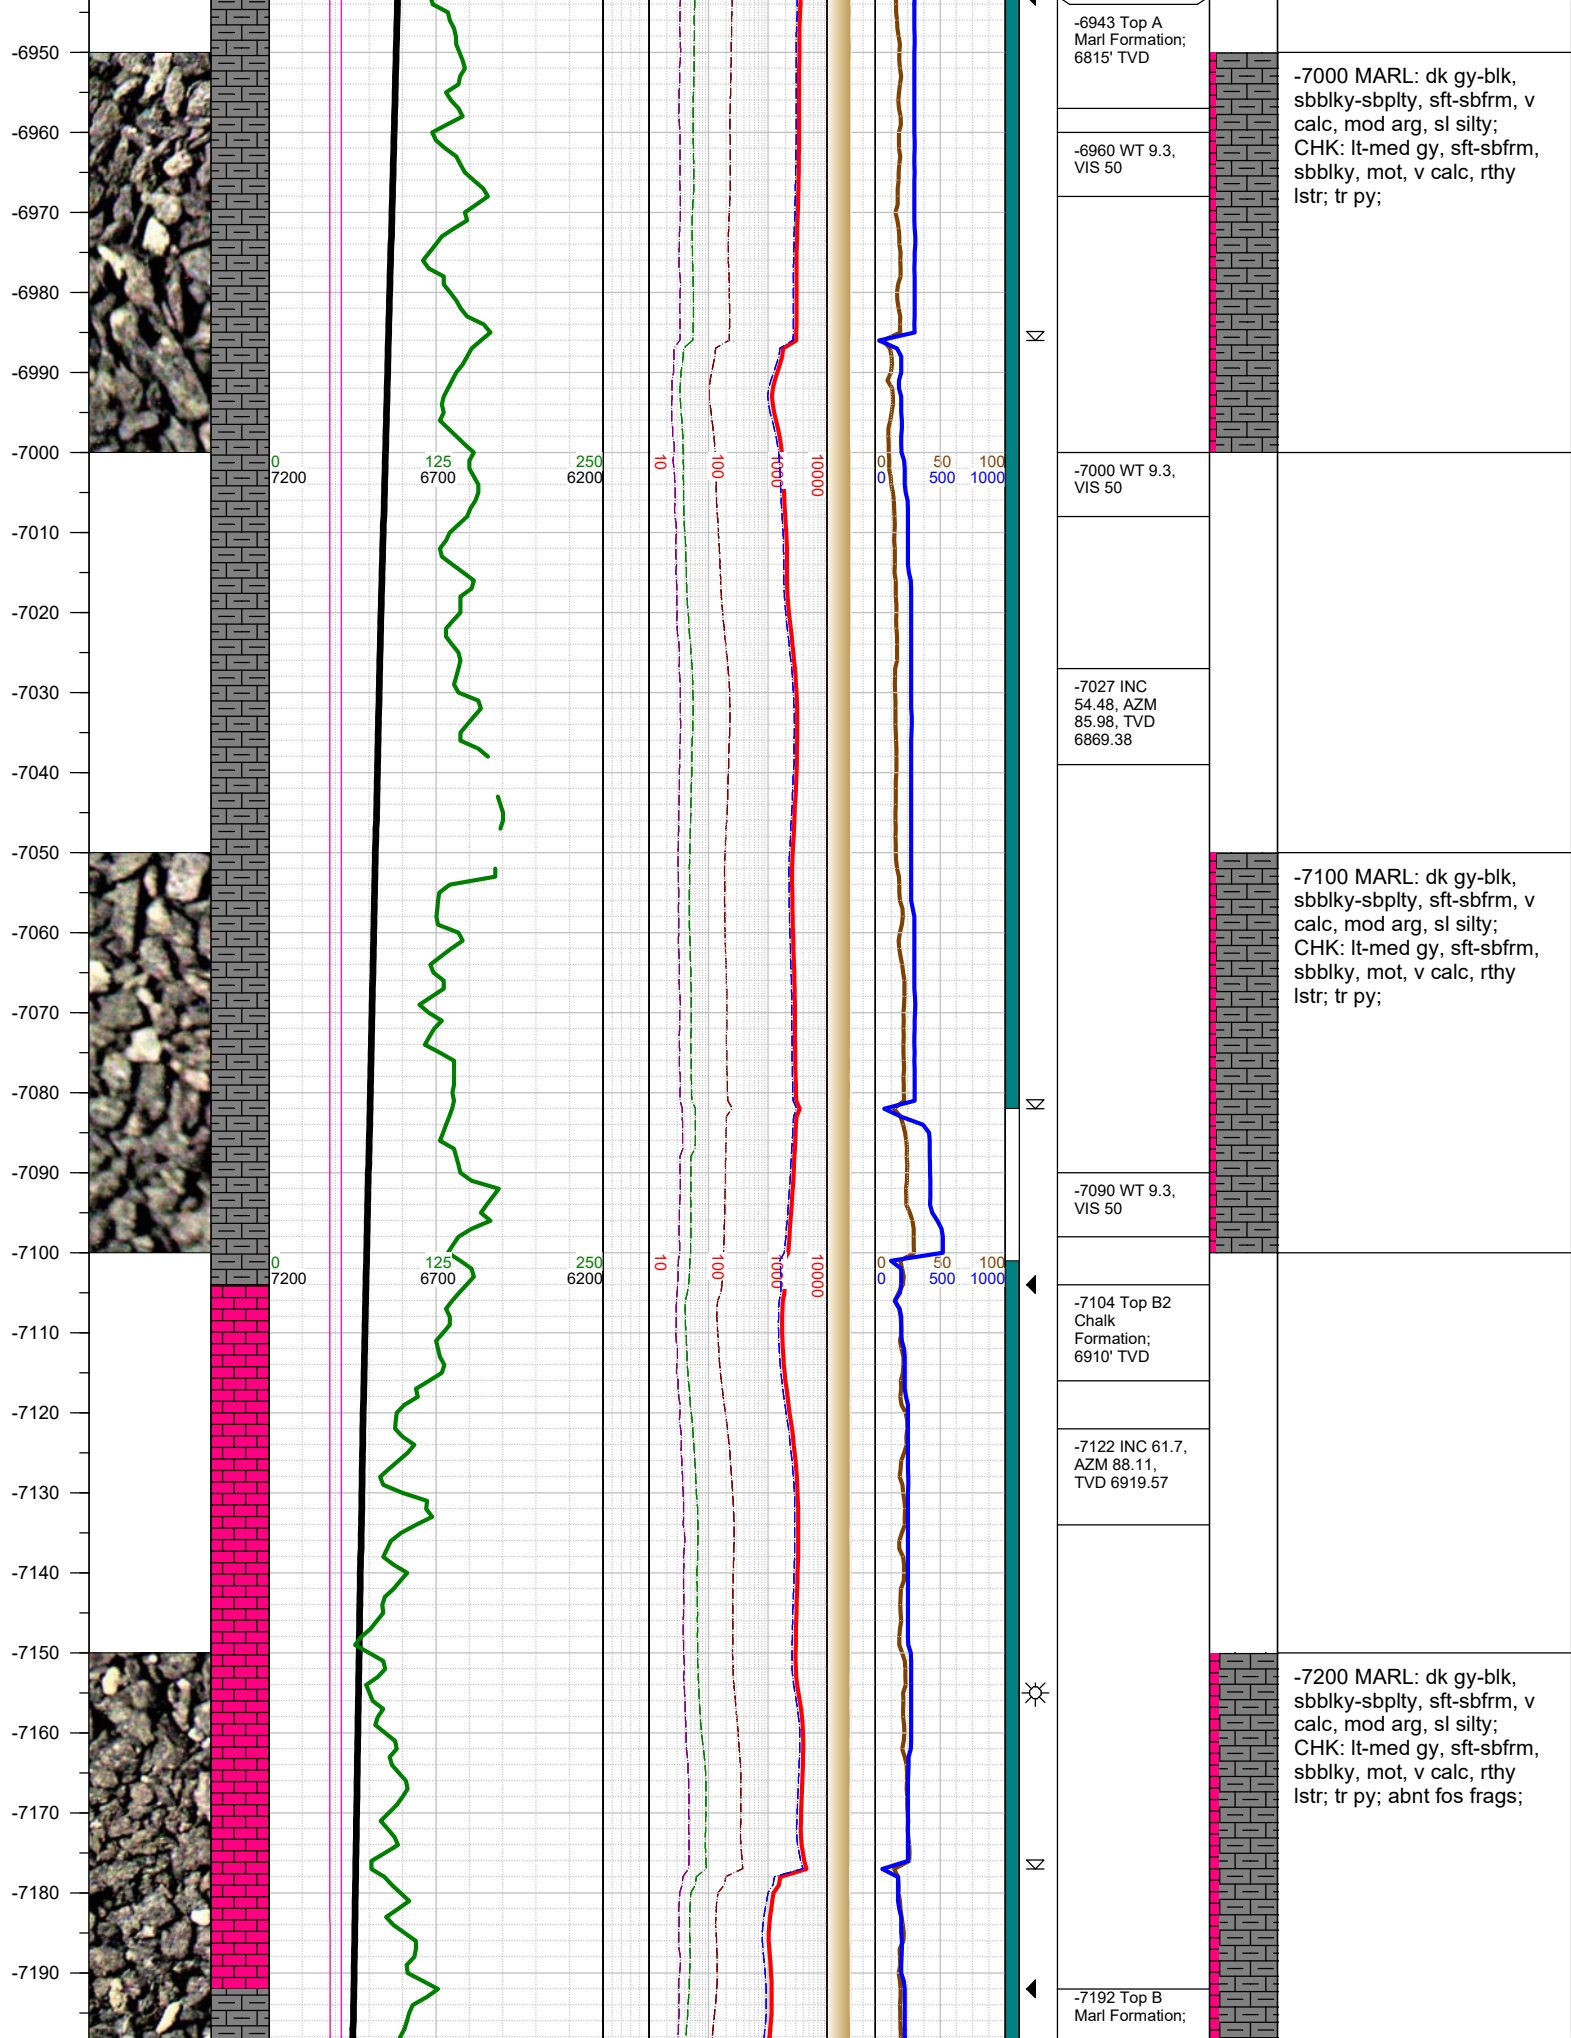 -6950
-6960
-6970
-6980
-6990
-7000
-7010
-7020
-7030
-7040
-7050
-7060
-7070
-7080
-7090
-7100
-7110
-7120
-7130
-7140
-7150
-7160
-7170
-7180
-7190
0 125 250
7200 6700 6200
10 100 1000 10000
0 50 100
0 500 1000
0 125 250
7200 6700 6200
10 100 1000 10000
0 50 100
0 500 1000
-6943 Top A
Marl Formation;
6815' TVD
-6960 WT 9.3,
VIS 50
-7000 WT 9.3,
VIS 50
-7027 INC
54.48, AZM
85.98, TVD
6869.38
-7090 WT 9.3,
VIS 50
-7104 Top B2
Chalk
Formation;
6910' TVD
-7122 INC 61.7,
AZM 88.11,
TVD 6919.57
-7192 Top B
Marl Formation;
-7000 MARL: dk gy-blk,
sbblky-sbplty, sft-sbfrm, v
calc, mod arg, sl silty;
CHK: lt-med gy, sft-sbfrm,
sbblky, mot, v calc, rthy
lstr; tr py;
-7100 MARL: dk gy-blk,
sbblky-sbplty, sft-sbfrm, v
calc, mod arg, sl silty;
CHK: lt-med gy, sft-sbfrm,
sbblky, mot, v calc, rthy
lstr; tr py;
-7200 MARL: dk gy-blk,
sbblky-sbplty, sft-sbfrm, v
calc, mod arg, sl silty;
CHK: lt-med gy, sft-sbfrm,
sbblky, mot, v calc, rthy
lstr; tr py; abnt fos frags;